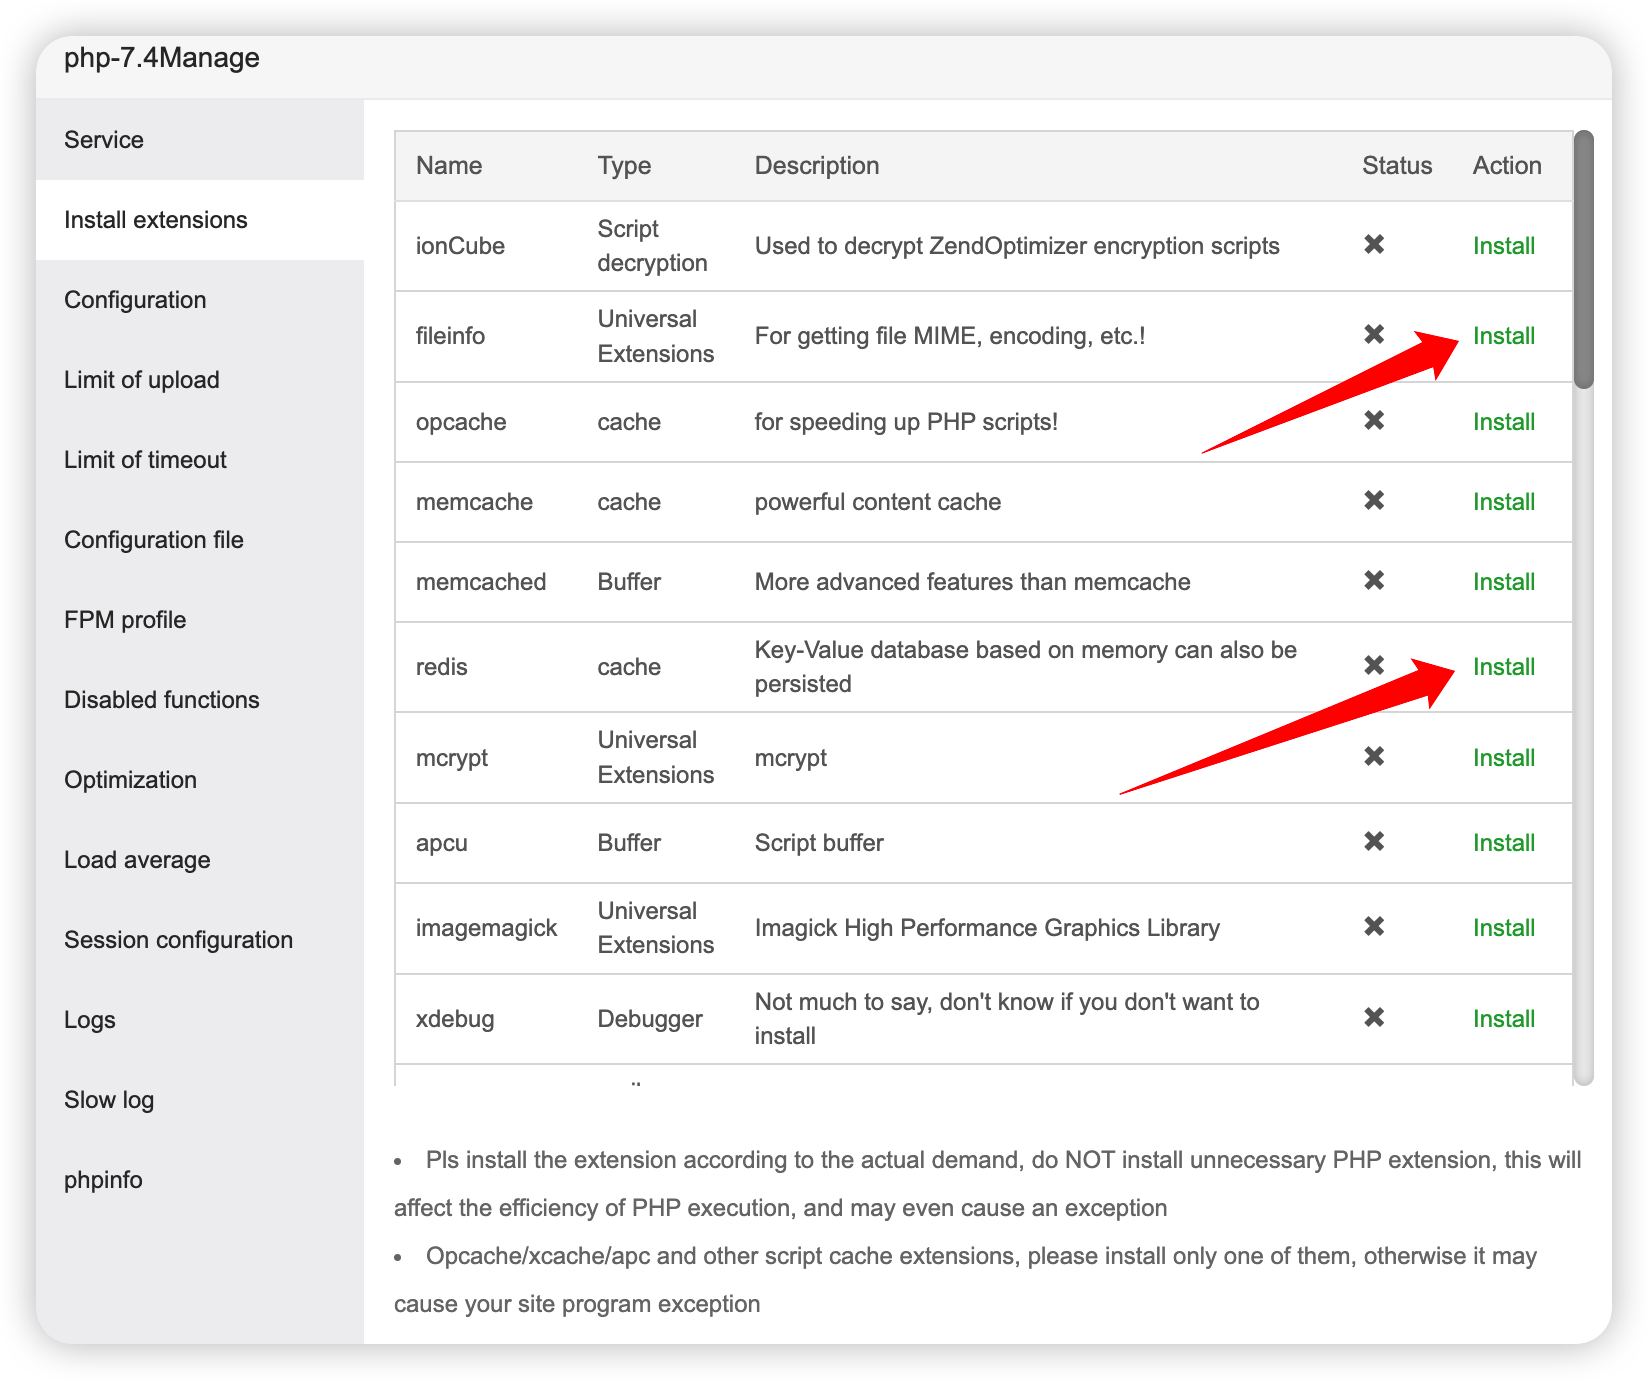 php-7.4Manage
Service
Install extensions
Configuration
Limit of upload
Limit of timeout
Configuration file
FPM profile
Disabled functions
Optimization
Load average
Session configuration
Logs
Slow log
phpinfo
Name Type Description Status Action
ionCube Script decryption Used to decrypt ZendOptimizer encryption scripts ✖ Install
fileinfo Universal Extensions For getting file MIME, encoding, etc.! ✖ Install
opcache cache for speeding up PHP scripts! ✖ Install
memcache cache powerful content cache ✖ Install
memcached Buffer More advanced features than memcache ✖ Install
redis cache Key-Value database based on memory can also be persisted ✖ Install
mcrypt Universal Extensions mcrypt ✖ Install
apcu Buffer Script buffer ✖ Install
imagemagick Universal Extensions Imagick High Performance Graphics Library ✖ Install
xdebug Debugger Not much to say, don't know if you don't want to install ✖ Install
• Pls install the extension according to the actual demand, do NOT install unnecessary PHP extension, this will
affect the efficiency of PHP execution, and may even cause an exception
• Opcache/xcache/apc and other script cache extensions, please install only one of them, otherwise it may
cause your site program exception